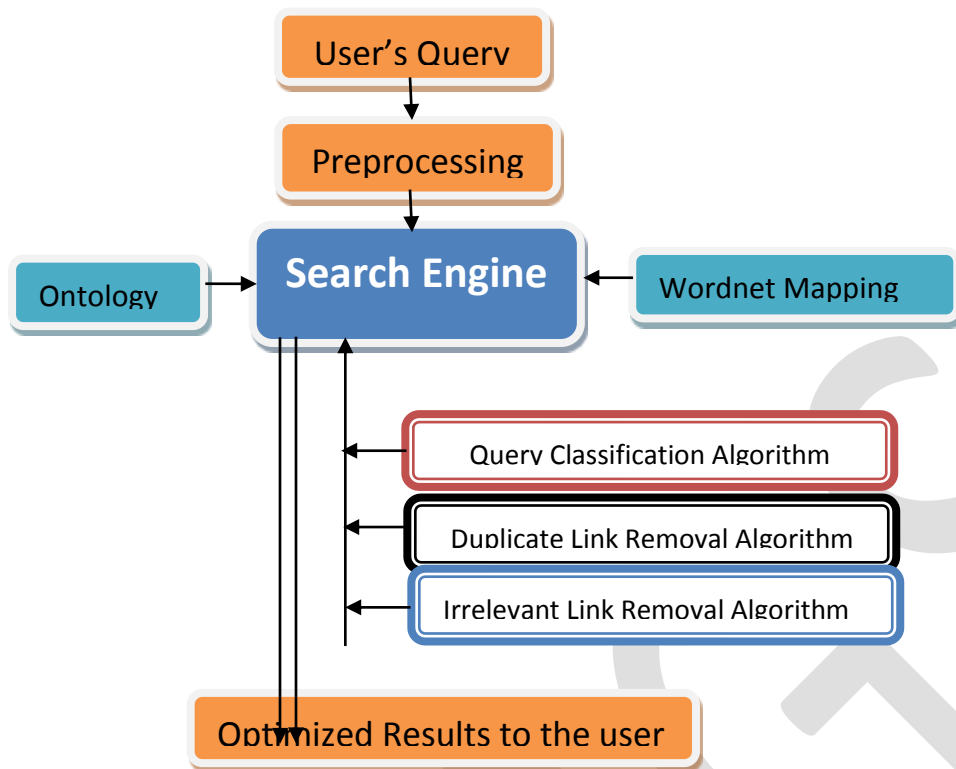 User's Query
Preprocessing
Search Engine
Ontology
Wordnet Mapping
Query Classification Algorithm
Duplicate Link Removal Algorithm
Irrelevant Link Removal Algorithm
Optimized Results to the user